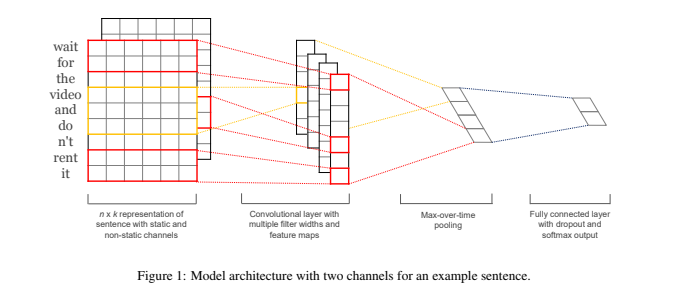 wait
for
the
video
and
do
n't
rent
it
n x k representation of
sentence with static and
non-static channels
Convolutional layer with
multiple filter widths and
feature maps
Max-over-time
pooling
Fully connected layer
with dropout and
softmax output
Figure 1: Model architecture with two channels for an example sentence.